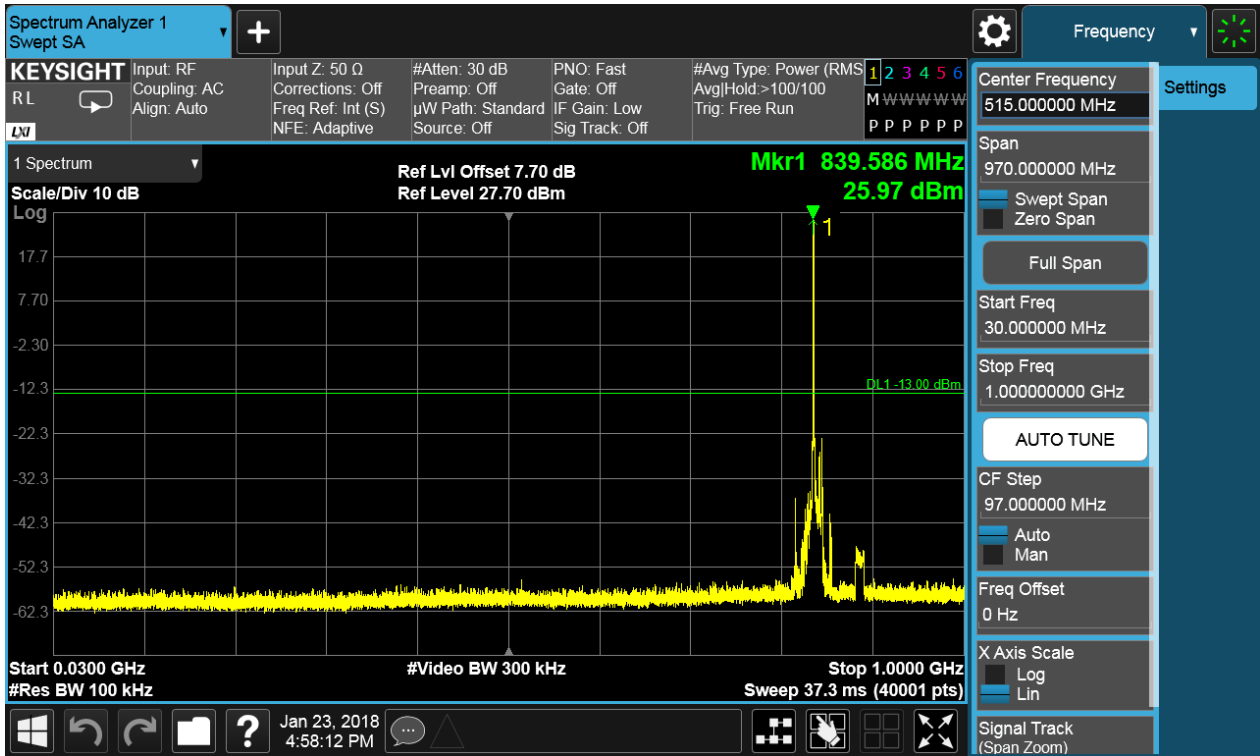 Spectrum Analyzer 1
Swept SA
Frequency
KEYSIGHT
RL
LXI
Input: RF
Coupling: AC
Align: Auto
Input Z: 50 Ω
Corrections: Off
Freq Ref: Int (S)
NFE: Adaptive
#Atten: 30 dB
Preamp: Off
µW Path: Standard
Source: Off
PNO: Fast
Gate: Off
IF Gain: Low
Sig Track: Off
#Avg Type: Power (RMS
Avg|Hold:>100/100
Trig: Free Run
1 2 3 4 5 6
M W W W W W
P P P P P P
1 Spectrum
Scale/Div 10 dB
Log
Ref Lvl Offset 7.70 dB
Ref Level 27.70 dBm
Mkr1 839.586 MHz
25.97 dBm
1
17.7
7.70
-2.30
-12.3
-22.3
-32.3
-42.3
-52.3
-62.3
DL1 -13.00 dBm
Start 0.0300 GHz
#Res BW 100 kHz
#Video BW 300 kHz
Stop 1.0000 GHz
Sweep 37.3 ms (40001 pts)
Center Frequency
515.000000 MHz
Span
970.000000 MHz
Swept Span
Zero Span
Full Span
Start Freq
30.000000 MHz
Stop Freq
1.000000000 GHz
AUTO TUNE
CF Step
97.000000 MHz
Auto
Man
Freq Offset
0 Hz
X Axis Scale
Log
Lin
Signal Track
(Span Zoom)
Settings
?
Jan 23, 2018
4:58:12 PM